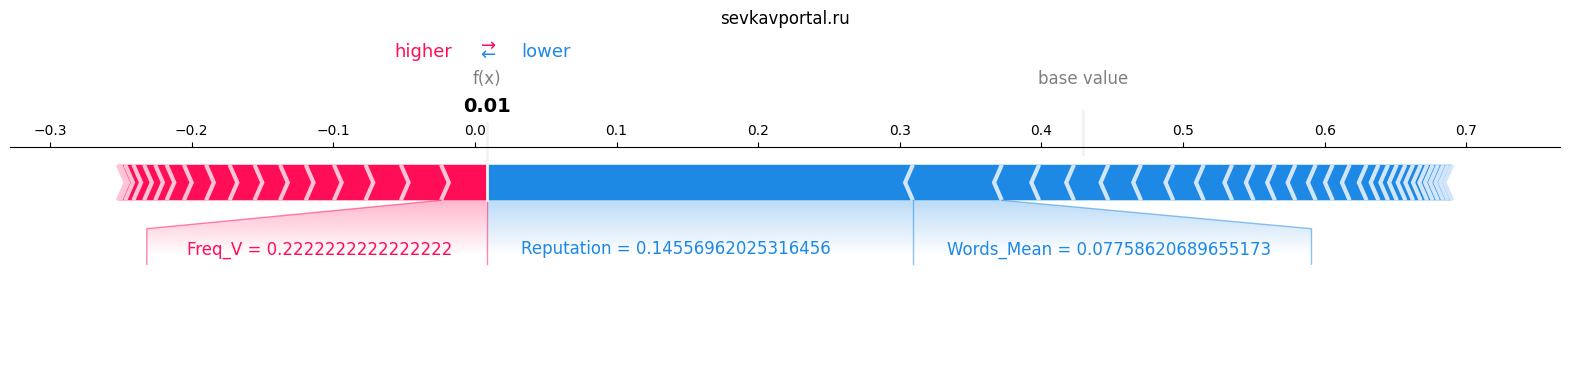 sevkavportal.ru
higher ⇄ lower
f(x) base value
0.01
−0.3 −0.2 −0.1 0.0 0.1 0.2 0.3 0.4 0.5 0.6 0.7
Freq_V = 0.2222222222222222 Reputation = 0.14556962025316456 Words_Mean = 0.07758620689655173